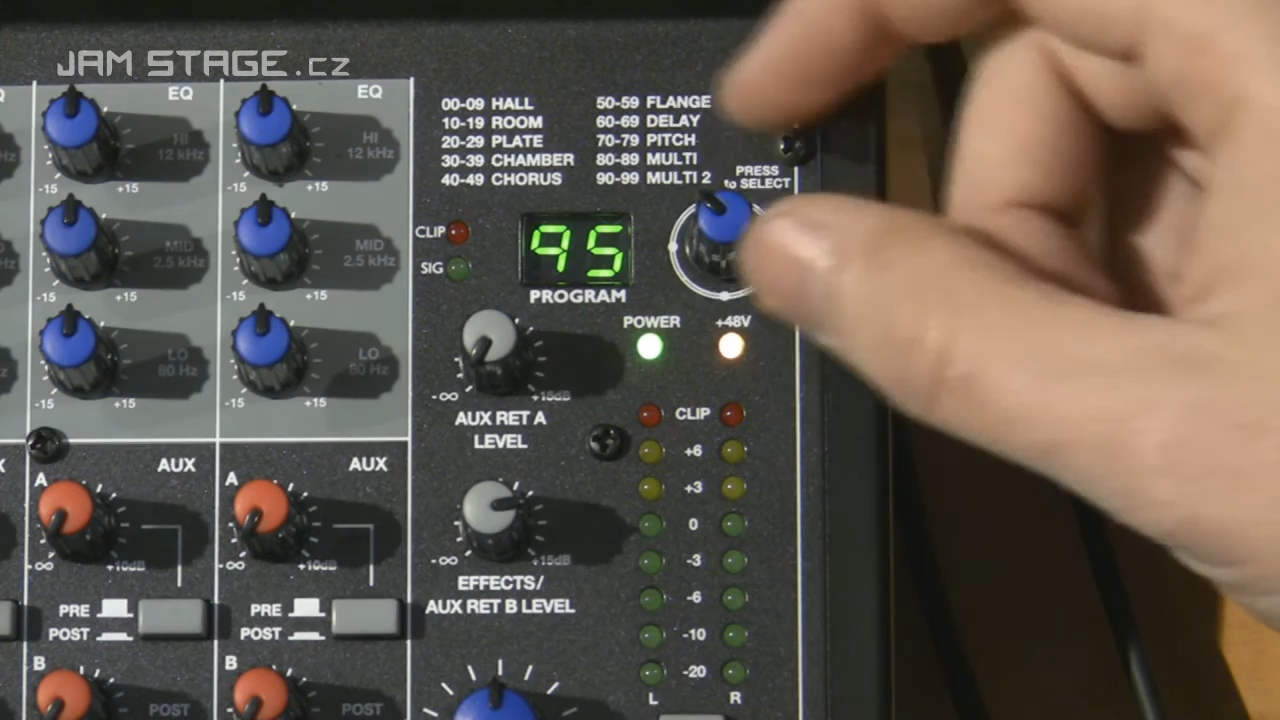 JAM STAGE.cz
EQ
EQ
HI
12 kHz
HI
12 kHz
-15 +15
-15 +15
MID
2.5 kHz
MID
2.5 kHz
-15 +15
-15 +15
LO
80 Hz
LO
80 Hz
-15 +15
-15 +15
AUX
AUX
A
A
-∞ +10dB
-∞ +10dB
PRE
POST
PRE
POST
B
B
POST
POST
00-09 HALL
10-19 ROOM
20-29 PLATE
30-39 CHAMBER
40-49 CHORUS
50-59 FLANGE
60-69 DELAY
70-79 PITCH
80-89 MULTI
90-99 MULTI 2
PRESS
to SELECT
CLIP
SIG
95
PROGRAM
POWER
+48V
-∞ +15dB
AUX RET A
LEVEL
-∞ +15dB
EFFECTS/
AUX RET B LEVEL
CLIP
+6
+3
0
-3
-6
-10
-20
L R